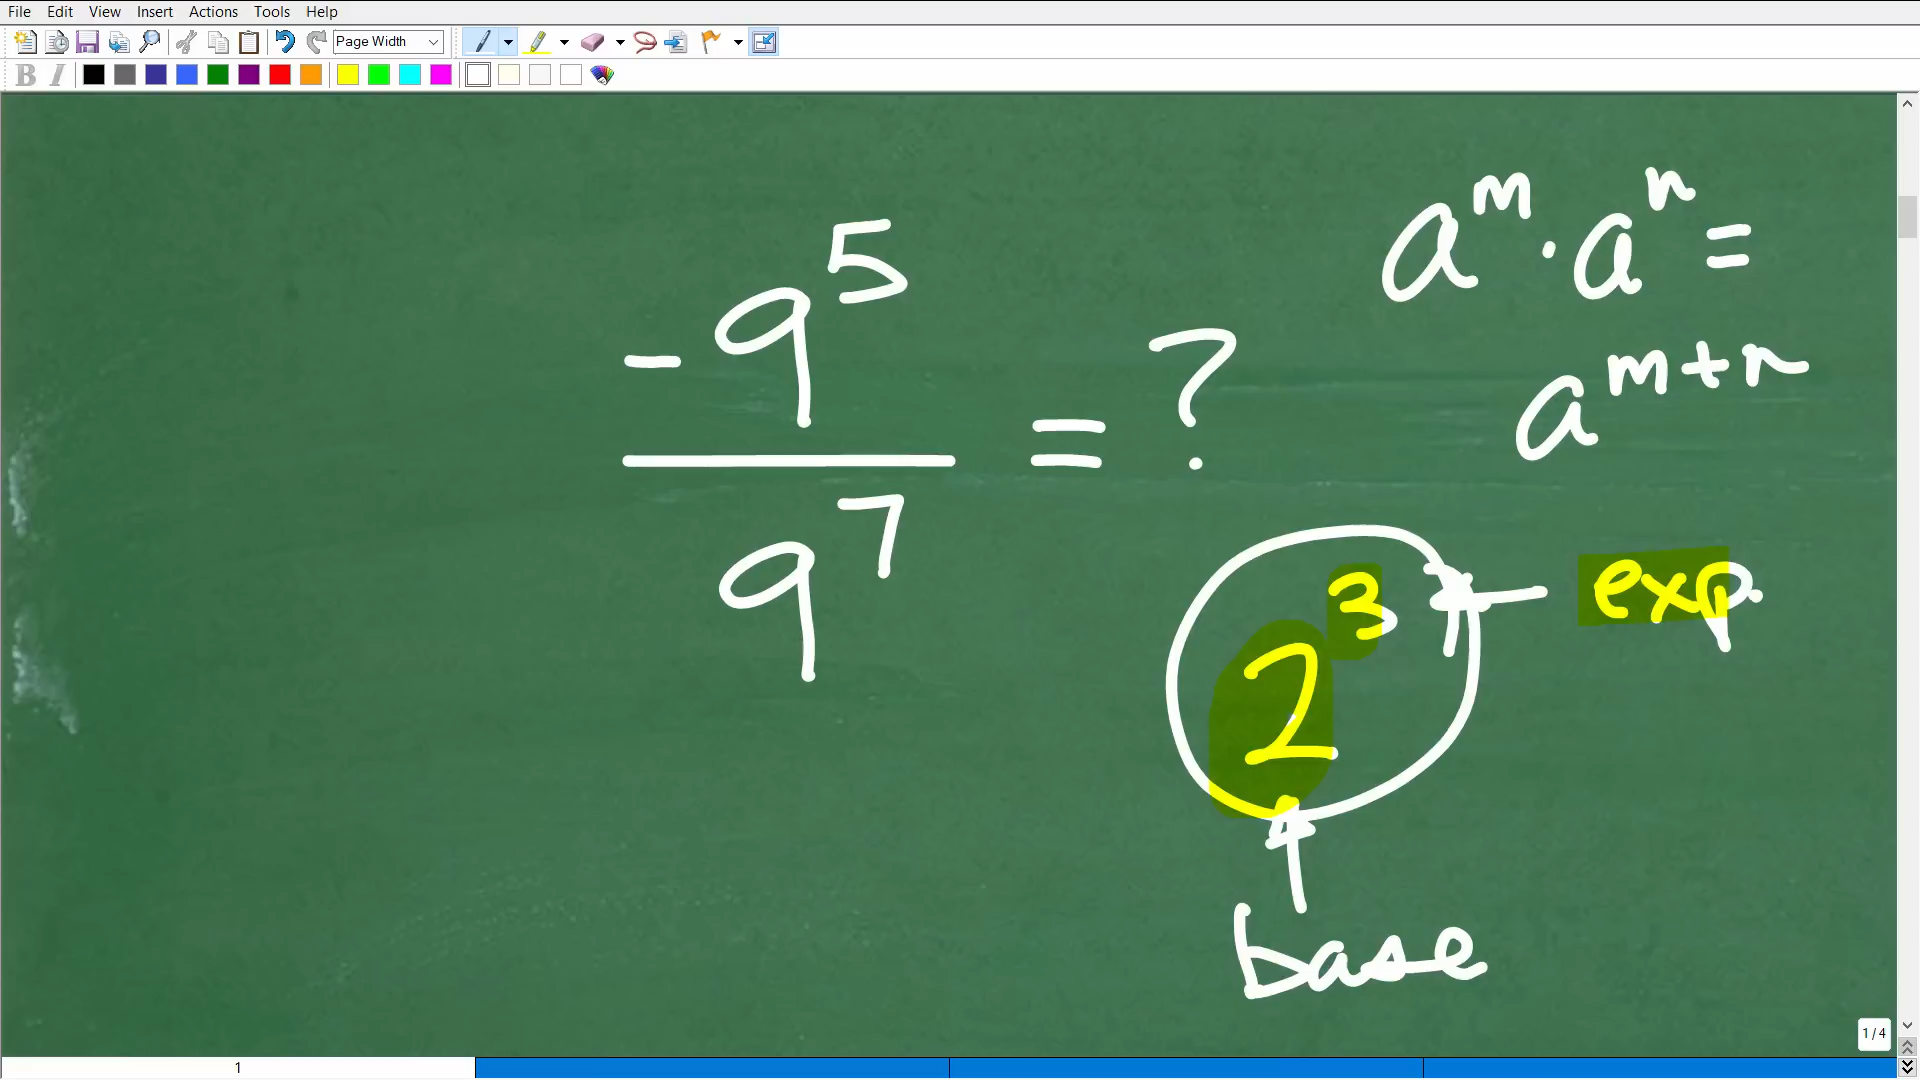 File Edit View Insert Actions Tools Help
Page Width
B I
-9^5
9^7
= ?
a^m · a^n =
a^{m+n}
2^3
exp.
base
1 / 4
1